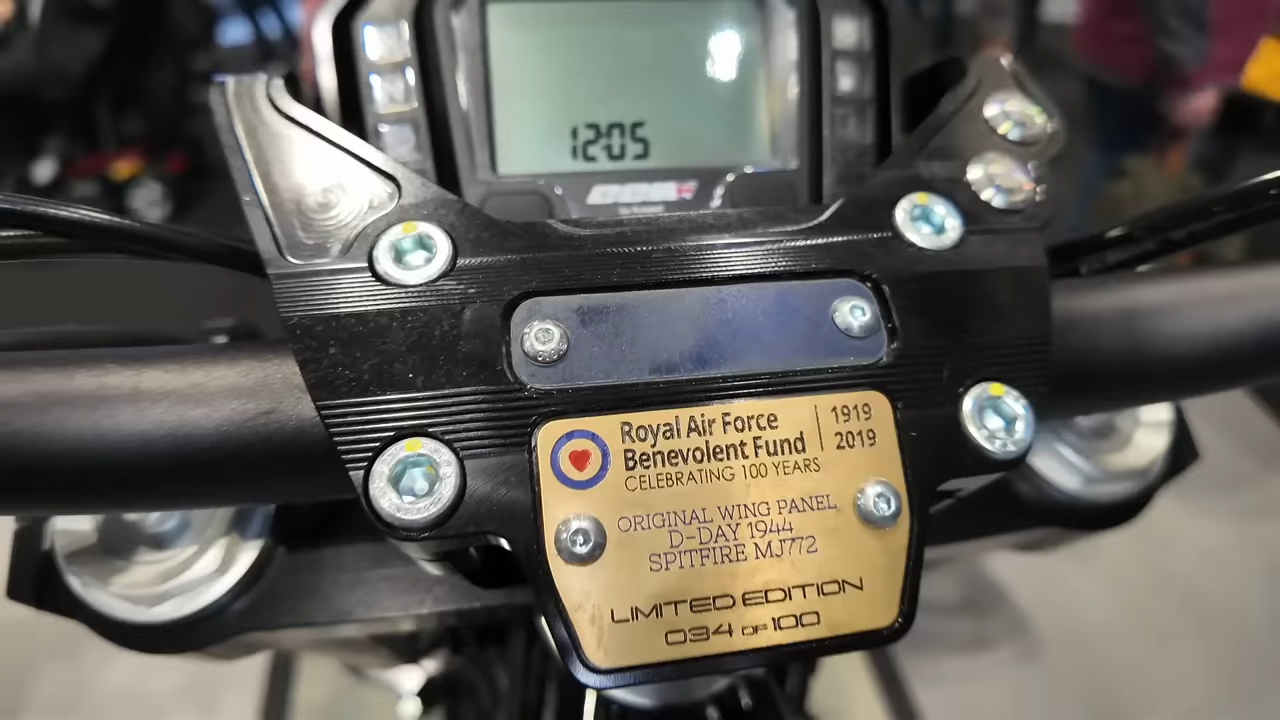 12:05
Royal Air Force
Benevolent Fund
1919
2019
CELEBRATING 100 YEARS
ORIGINAL WING PANEL
D-DAY 1944
SPITFIRE MJ772
LIMITED EDITION
034 OF 100